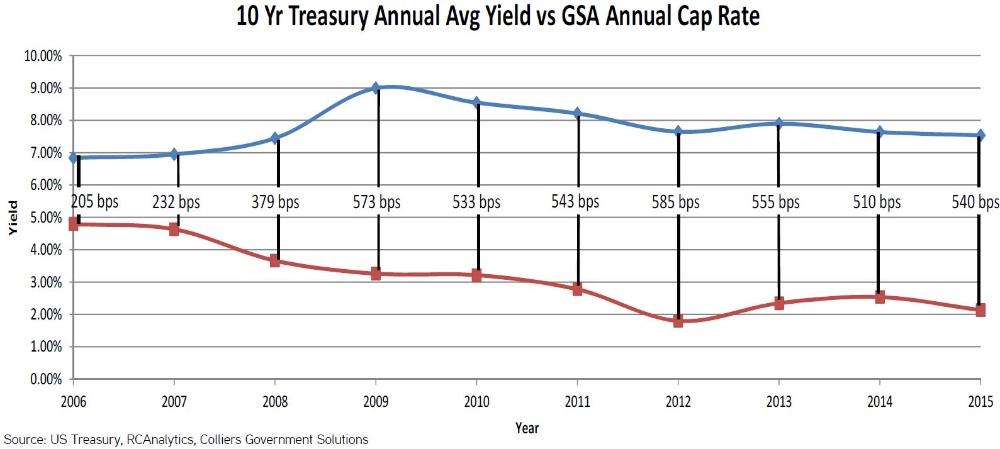 10 Yr Treasury Annual Avg Yield vs GSA Annual Cap Rate
10.00%
9.00%
8.00%
7.00%
6.00%
205 bps 232 bps 379 bps 573 bps 533 bps 543 bps 585 bps 555 bps 510 bps 540 bps
Yield
5.00%
4.00%
3.00%
2.00%
1.00%
0.00%
2006 2007 2008 2009 2010 2011 2012 2013 2014 2015
Year
Source: US Treasury, RCAnalytics, Colliers Government Solutions